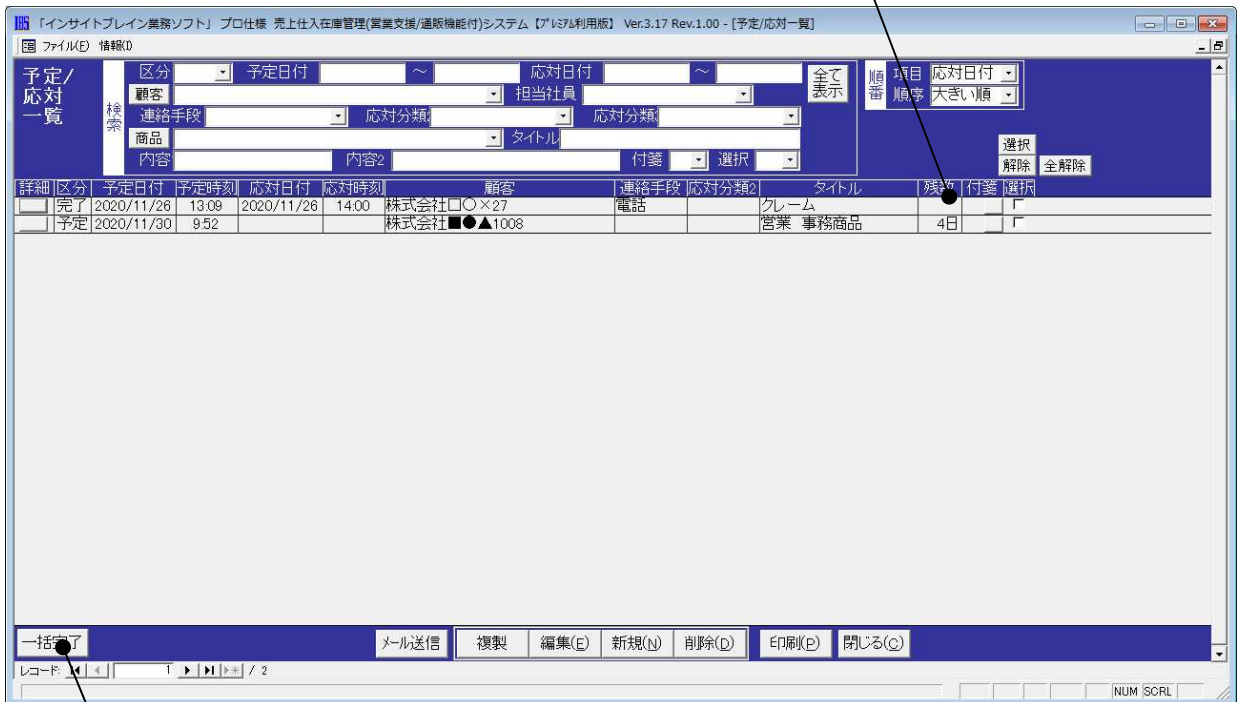 「インサイトブレイン業務ソフト」 プロ仕様 売上仕入在庫管理(営業支援/通販機能付)システム 【ﾌﾟﾚﾐｱﾑ利用版】 Ver.3.17 Rev.1.00 - [予定/応対一覧]
ファイル(F) 情報(I)
予定/応対一覧
検索
区分 予定日付 ～ 応対日付 ～ 全て表示
順番 項目 応対日付
顧客 担当社員
順序 大きい順
連絡手段 応対分類 応対分類
商品 タイトル
選択
内容 内容2 付箋 選択
解除 全解除
詳細 区分 予定日付 予定時刻 応対日付 応対時刻 顧客 連絡手段 応対分類2 タイトル 残数 付箋 選択
完了 2020/11/26 13:09 2020/11/26 14:00 株式会社□○×27 電話 クレーム
予定 2020/11/30 9:52 株式会社■●▲1008 営業 事務商品 4日
一括完了 メール送信 複製 編集(E) 新規(N) 削除(D) 印刷(P) 閉じる(C)
レコード: 1 / 2
NUM SCRL